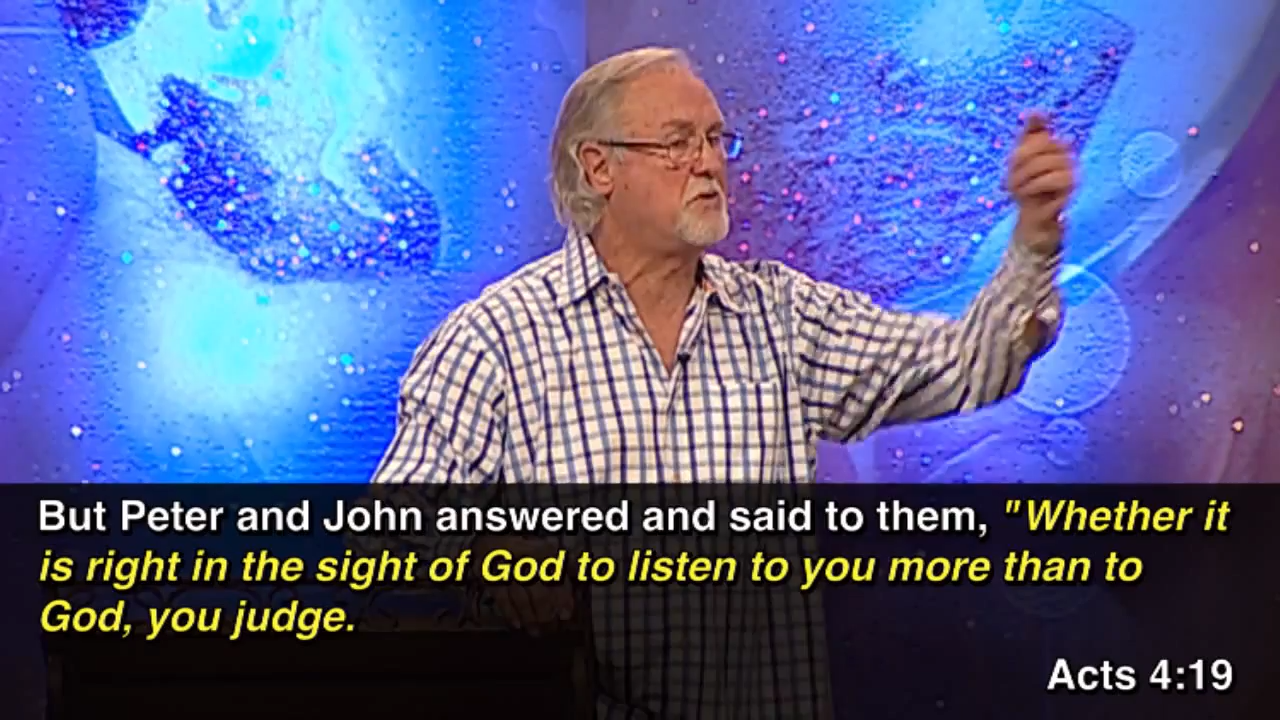 But Peter and John answered and said to them, "Whether it
is right in the sight of God to listen to you more than to
God, you judge.
Acts 4:19